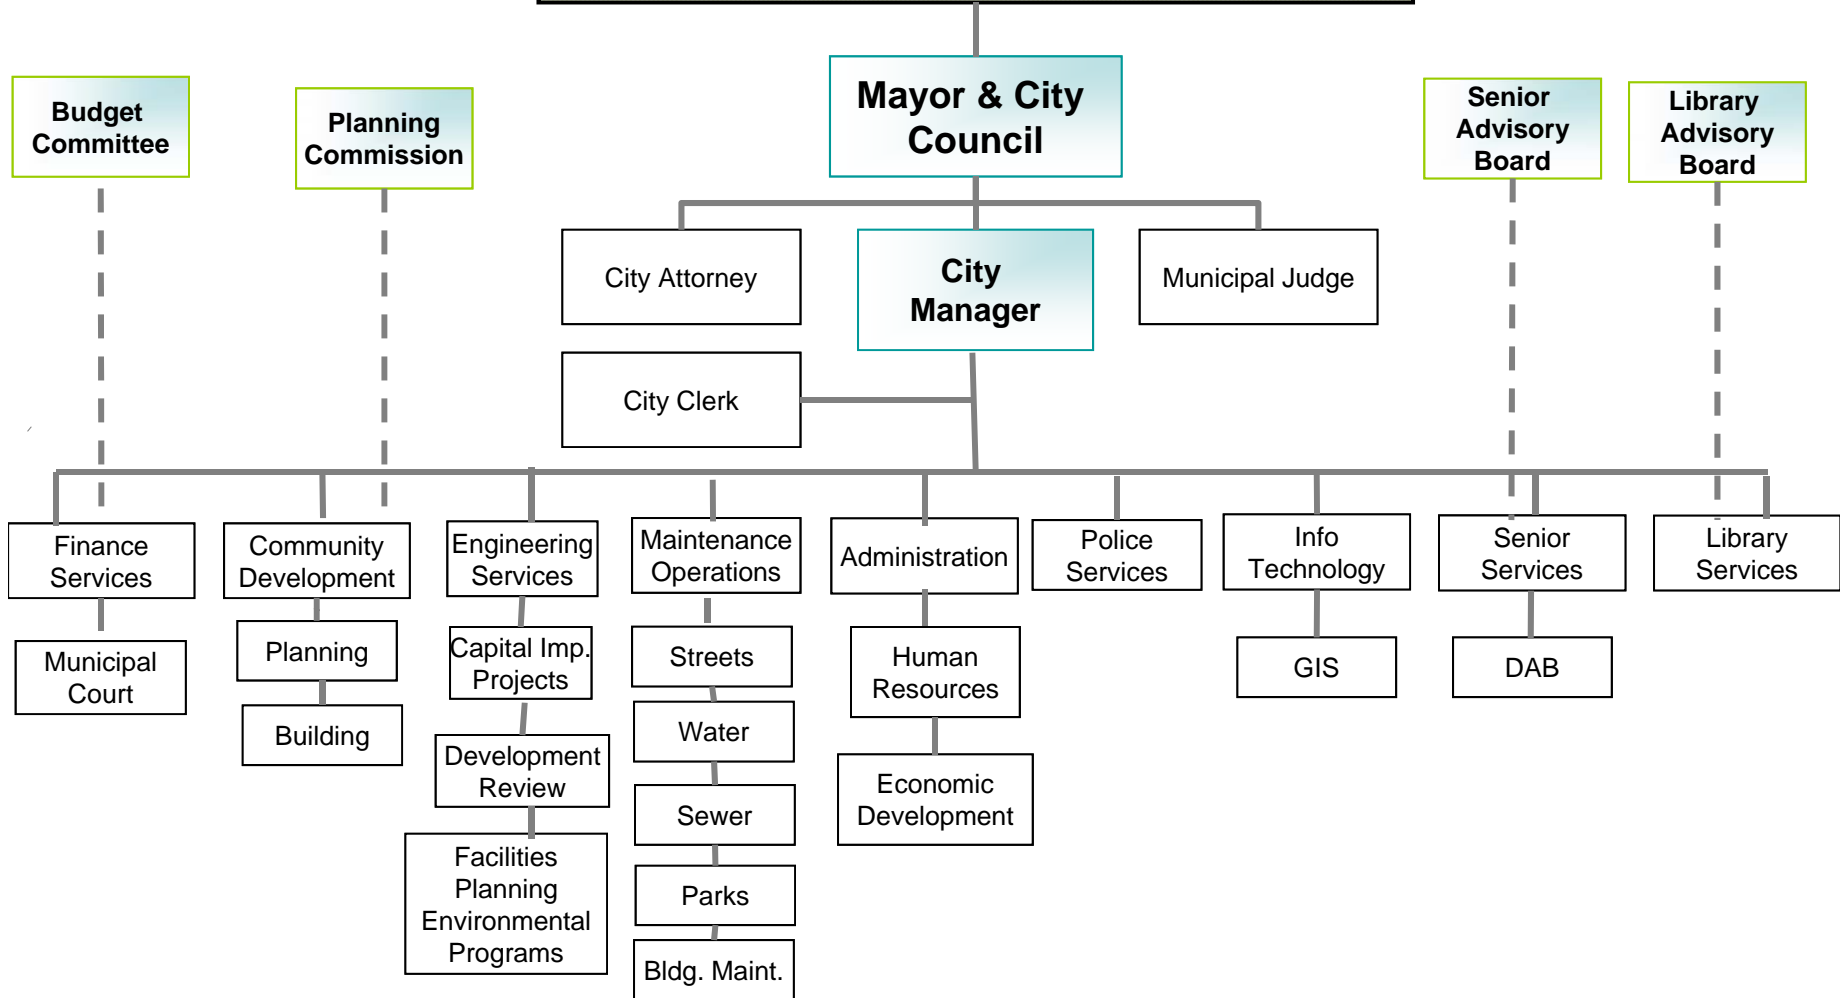 Budget
Committee
Planning
Commission
Mayor & City
Council
Senior
Advisory
Board
Library
Advisory
Board
City Attorney
City
Manager
Municipal Judge
City Clerk
Finance
Services
Community
Development
Engineering
Services
Maintenance
Operations
Administration
Police
Services
Info
Technology
Senior
Services
Library
Services
Municipal
Court
Planning
Building
Capital Imp.
Projects
Development
Review
Facilities
Planning
Environmental
Programs
Streets
Water
Sewer
Parks
Bldg. Maint.
Human
Resources
Economic
Development
GIS
DAB